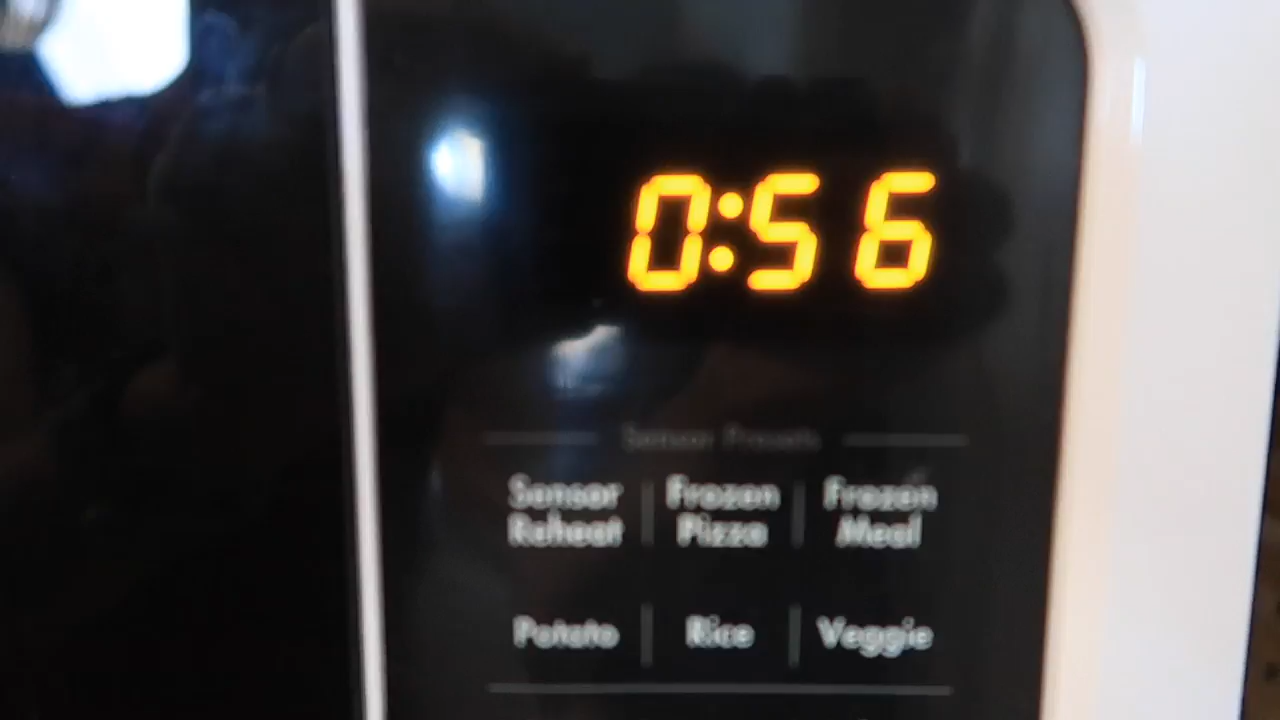 0:56
Sensor Presets
Sensor Reheat
Frozen Pizza
Frozen Meal
Potato
Rice
Veggie